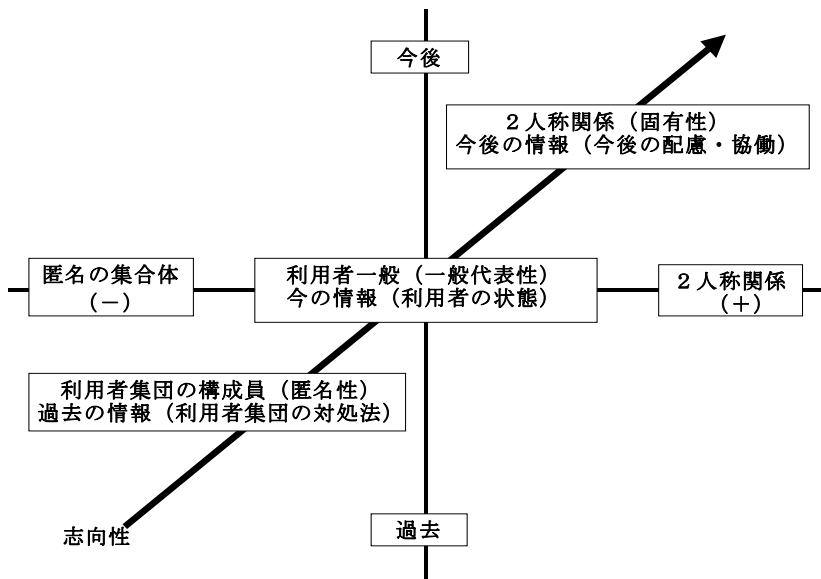 今後
２人称関係（固有性）
今後の情報（今後の配慮・協働）
匿名の集合体
（−）
利用者一般（一般代表性）
今の情報（利用者の状態）
２人称関係
（＋）
利用者集団の構成員（匿名性）
過去の情報（利用者集団の対処法）
志向性
過去